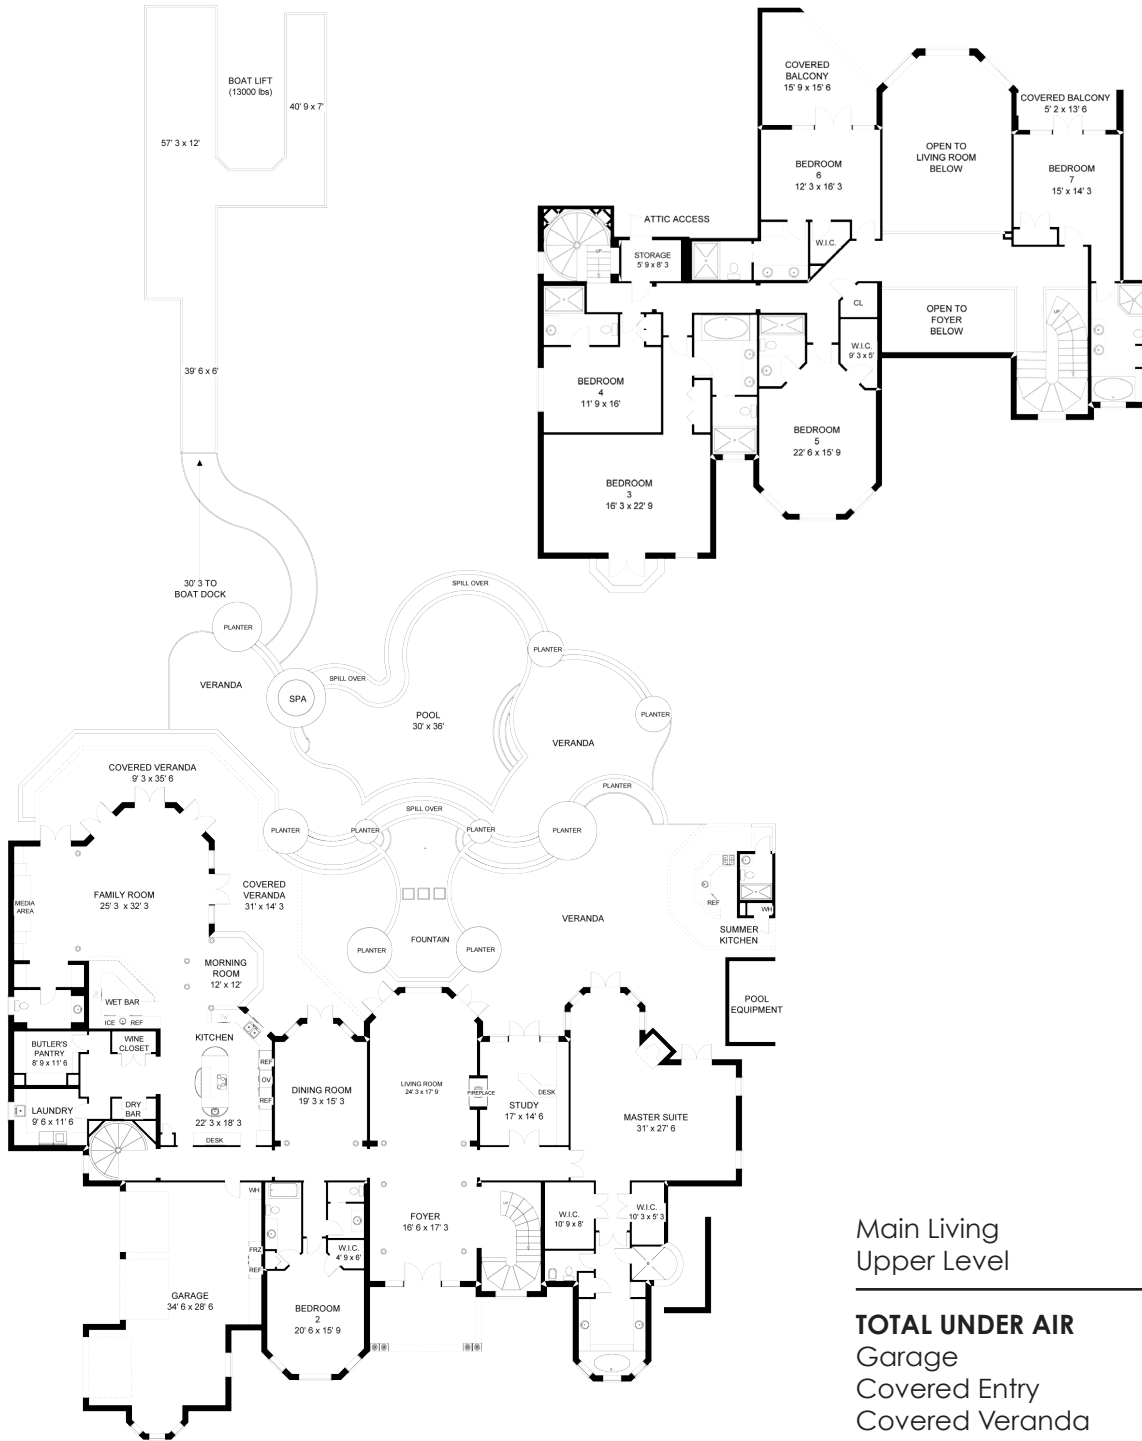 BOAT LIFT
(13000 lbs)
40' 9 x 7'
57' 3 x 12'
39' 6 x 6'
30' 3 TO
BOAT DOCK
COVERED
BALCONY
15' 9 x 15' 6
COVERED BALCONY
5' 2 x 13' 6
OPEN TO
LIVING ROOM
BELOW
BEDROOM
6
12' 3 x 16' 3
BEDROOM
7
15' x 14' 3
ATTIC ACCESS
W.I.C.
UP
STORAGE
5' 9 x 8' 3
CL
OPEN TO
FOYER
BELOW
UP
W.I.C.
9' 3 x 5'
BEDROOM
4
11' 9 x 16'
BEDROOM
5
22' 6 x 15' 9
BEDROOM
3
16' 3 x 22' 9
SPILL OVER
PLANTER
PLANTER
SPILL OVER
VERANDA
SPA
POOL
30' x 36'
PLANTER
VERANDA
COVERED VERANDA
9' 3 x 35' 6
PLANTER
SPILL OVER
PLANTER
PLANTER
PLANTER
PLANTER
FAMILY ROOM
25' 3 x 32' 3
MEDIA
AREA
COVERED
VERANDA
31' x 14' 3
REF
WH
SUMMER
KITCHEN
VERANDA
FOUNTAIN
PLANTER
PLANTER
MORNING
ROOM
12' x 12'
POOL
EQUIPMENT
WET BAR
ICE
REF
WINE
CLOSET
KITCHEN
BUTLER'S
PANTRY
8' 9 x 11' 6
REF
OV
REF
DINING ROOM
19' 3 x 15' 3
LIVING ROOM
24' 3 x 17' 9
FIREPLACE
DESK
STUDY
17' x 14' 6
MASTER SUITE
31' x 27' 6
LAUNDRY
9' 6 x 11' 6
DRY
BAR
22' 3 x 18' 3
DESK
WH
FOYER
16' 6 x 17' 3
UP
W.I.C.
10' 9 x 8'
W.I.C.
10' 3 x 5' 3
FRZ
REF
W.I.C.
4' 9 x 6'
GARAGE
34' 6 x 28' 6
BEDROOM
2
20' 6 x 15' 9
Main Living
Upper Level
TOTAL UNDER AIR
Garage
Covered Entry
Covered Veranda